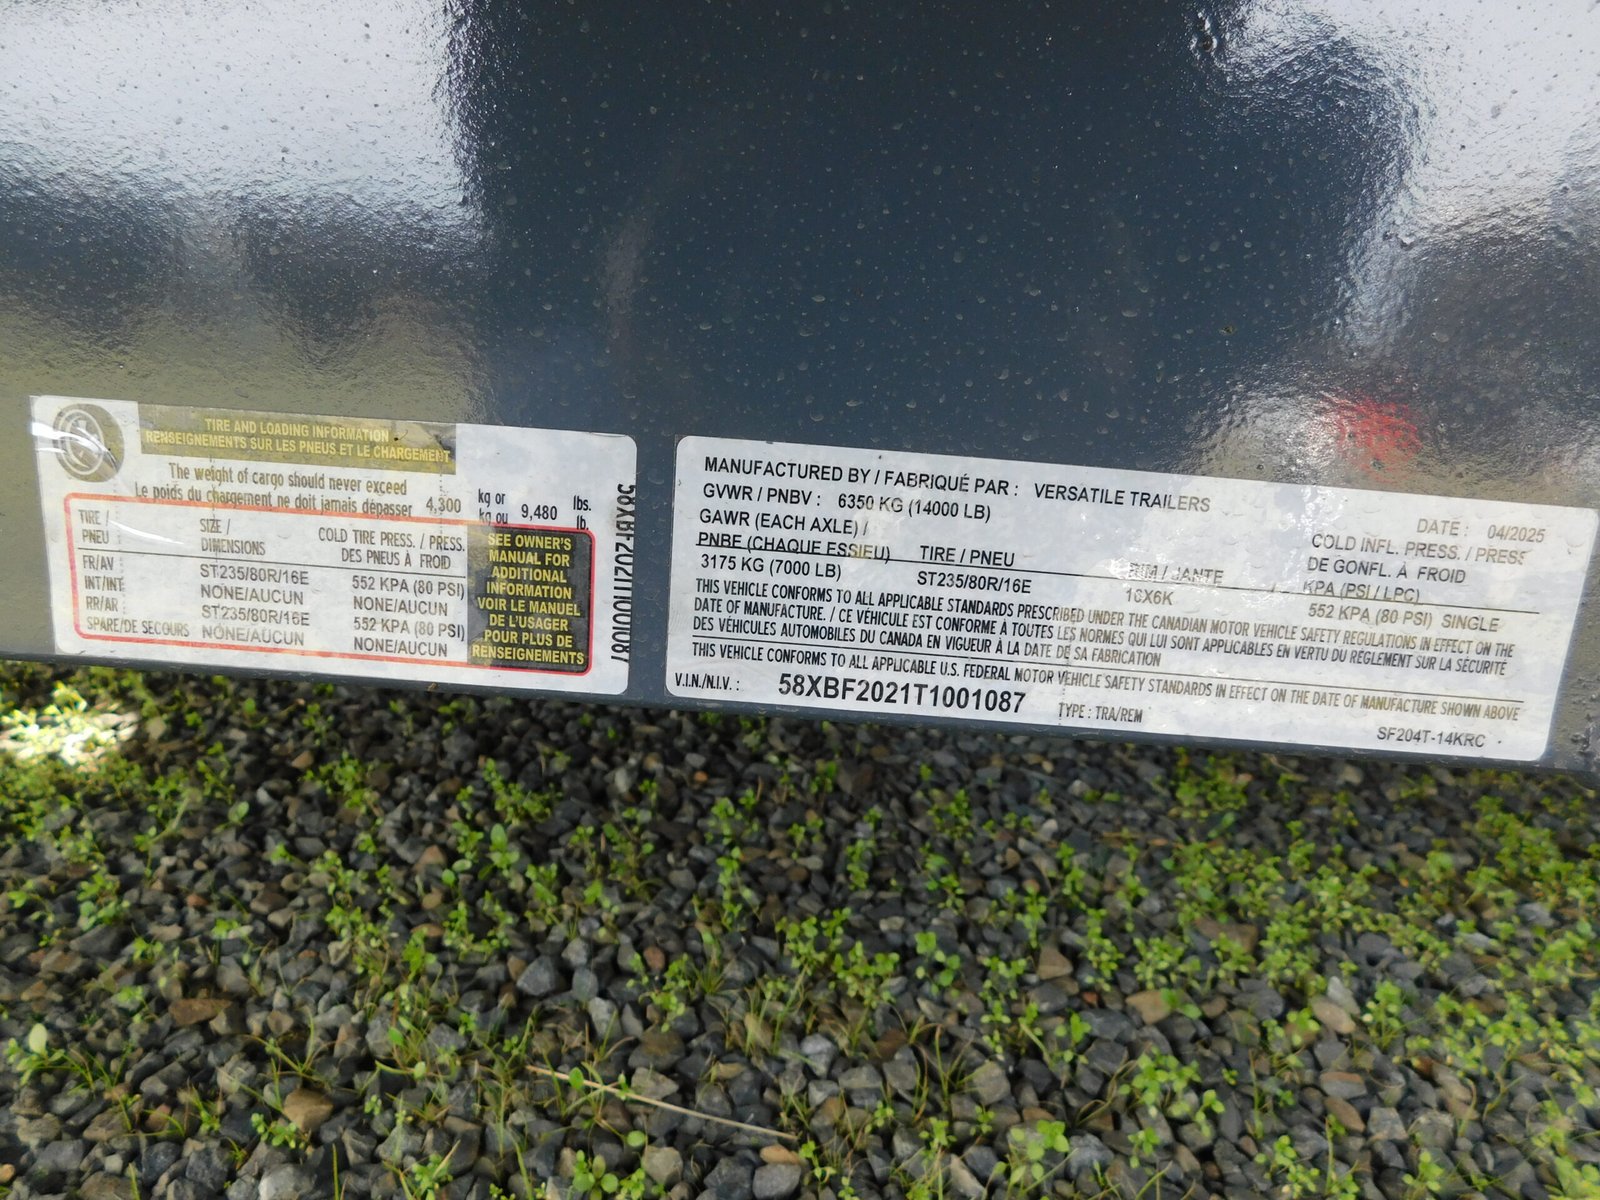 TIRE AND LOADING INFORMATION
RENSEIGNEMENTS SUR LES PNEUS ET LE CHARGEMENT
The weight of cargo should never exceed
Le poids du chargement ne doit jamais dépasser 4,300 kg or kg ou 9,480 lbs. lb.
TIRE / PNEU SIZE / DIMENSIONS COLD TIRE PRESS. / PRESS. DES PNEUS À FROID
FR/AV ST235/80R/16E 552 KPA (80 PSI)
INT/INT NONE/AUCUN NONE/AUCUN
RR/AR ST235/80R/16E 552 KPA (80 PSI)
SPARE/DE SECOURS NONE/AUCUN NONE/AUCUN
SEE OWNER'S
MANUAL FOR
ADDITIONAL
INFORMATION
VOIR LE MANUEL
DE L'USAGER
POUR PLUS DE
RENSEIGNEMENTS
58XBF2021T1001087
MANUFACTURED BY / FABRIQUÉ PAR : VERSATILE TRAILERS
GVWR / PNBV : 6350 KG (14000 LB) DATE : 04/2025
GAWR (EACH AXLE) /
PNBE (CHAQUE ESSIEU) TIRE / PNEU RIM / JANTE COLD INFL. PRESS. / PRESS
DE GONFL. À FROID
/ KPA (PSI / LPC)
3175 KG (7000 LB) ST235/80R/16E 16X6K 552 KPA (80 PSI) SINGLE
THIS VEHICLE CONFORMS TO ALL APPLICABLE STANDARDS PRESCRIBED UNDER THE CANADIAN MOTOR VEHICLE SAFETY REGULATIONS IN EFFECT ON THE
DATE OF MANUFACTURE. / CE VÉHICULE EST CONFORME À TOUTES LES NORMES QUI LUI SONT APPLICABLES EN VERTU DU RÈGLEMENT SUR LA SÉCURITÉ
DES VÉHICULES AUTOMOBILES DU CANADA EN VIGUEUR À LA DATE DE SA FABRICATION
THIS VEHICLE CONFORMS TO ALL APPLICABLE U.S. FEDERAL MOTOR VEHICLE SAFETY STANDARDS IN EFFECT ON THE DATE OF MANUFACTURE SHOWN ABOVE
V.I.N./N.I.V. : 58XBF2021T1001087 TYPE : TRA/REM
SF204T-14KRC